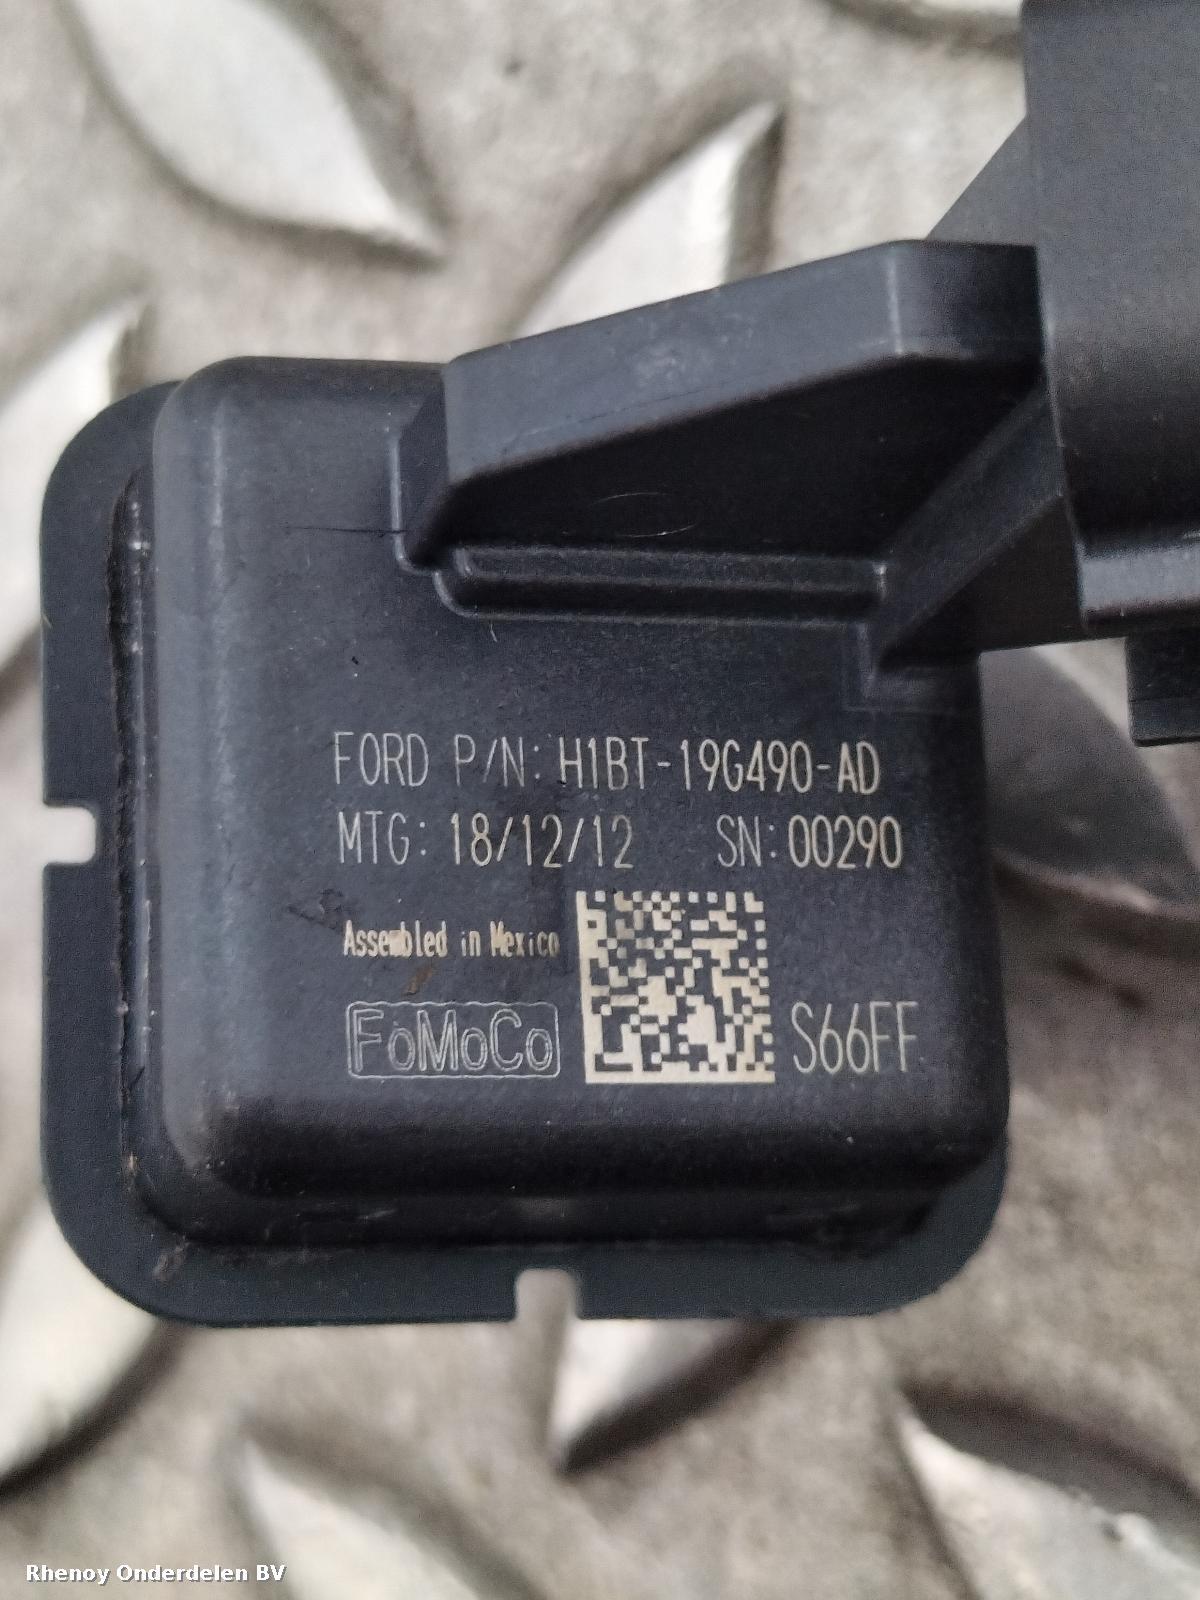 FORD P/N: H1BT-19G490-AD
MTG: 18/12/12 SN: 00290
Assembled in Mexico
FoMoCo
S66FF
Rhenoy Onderdelen BV